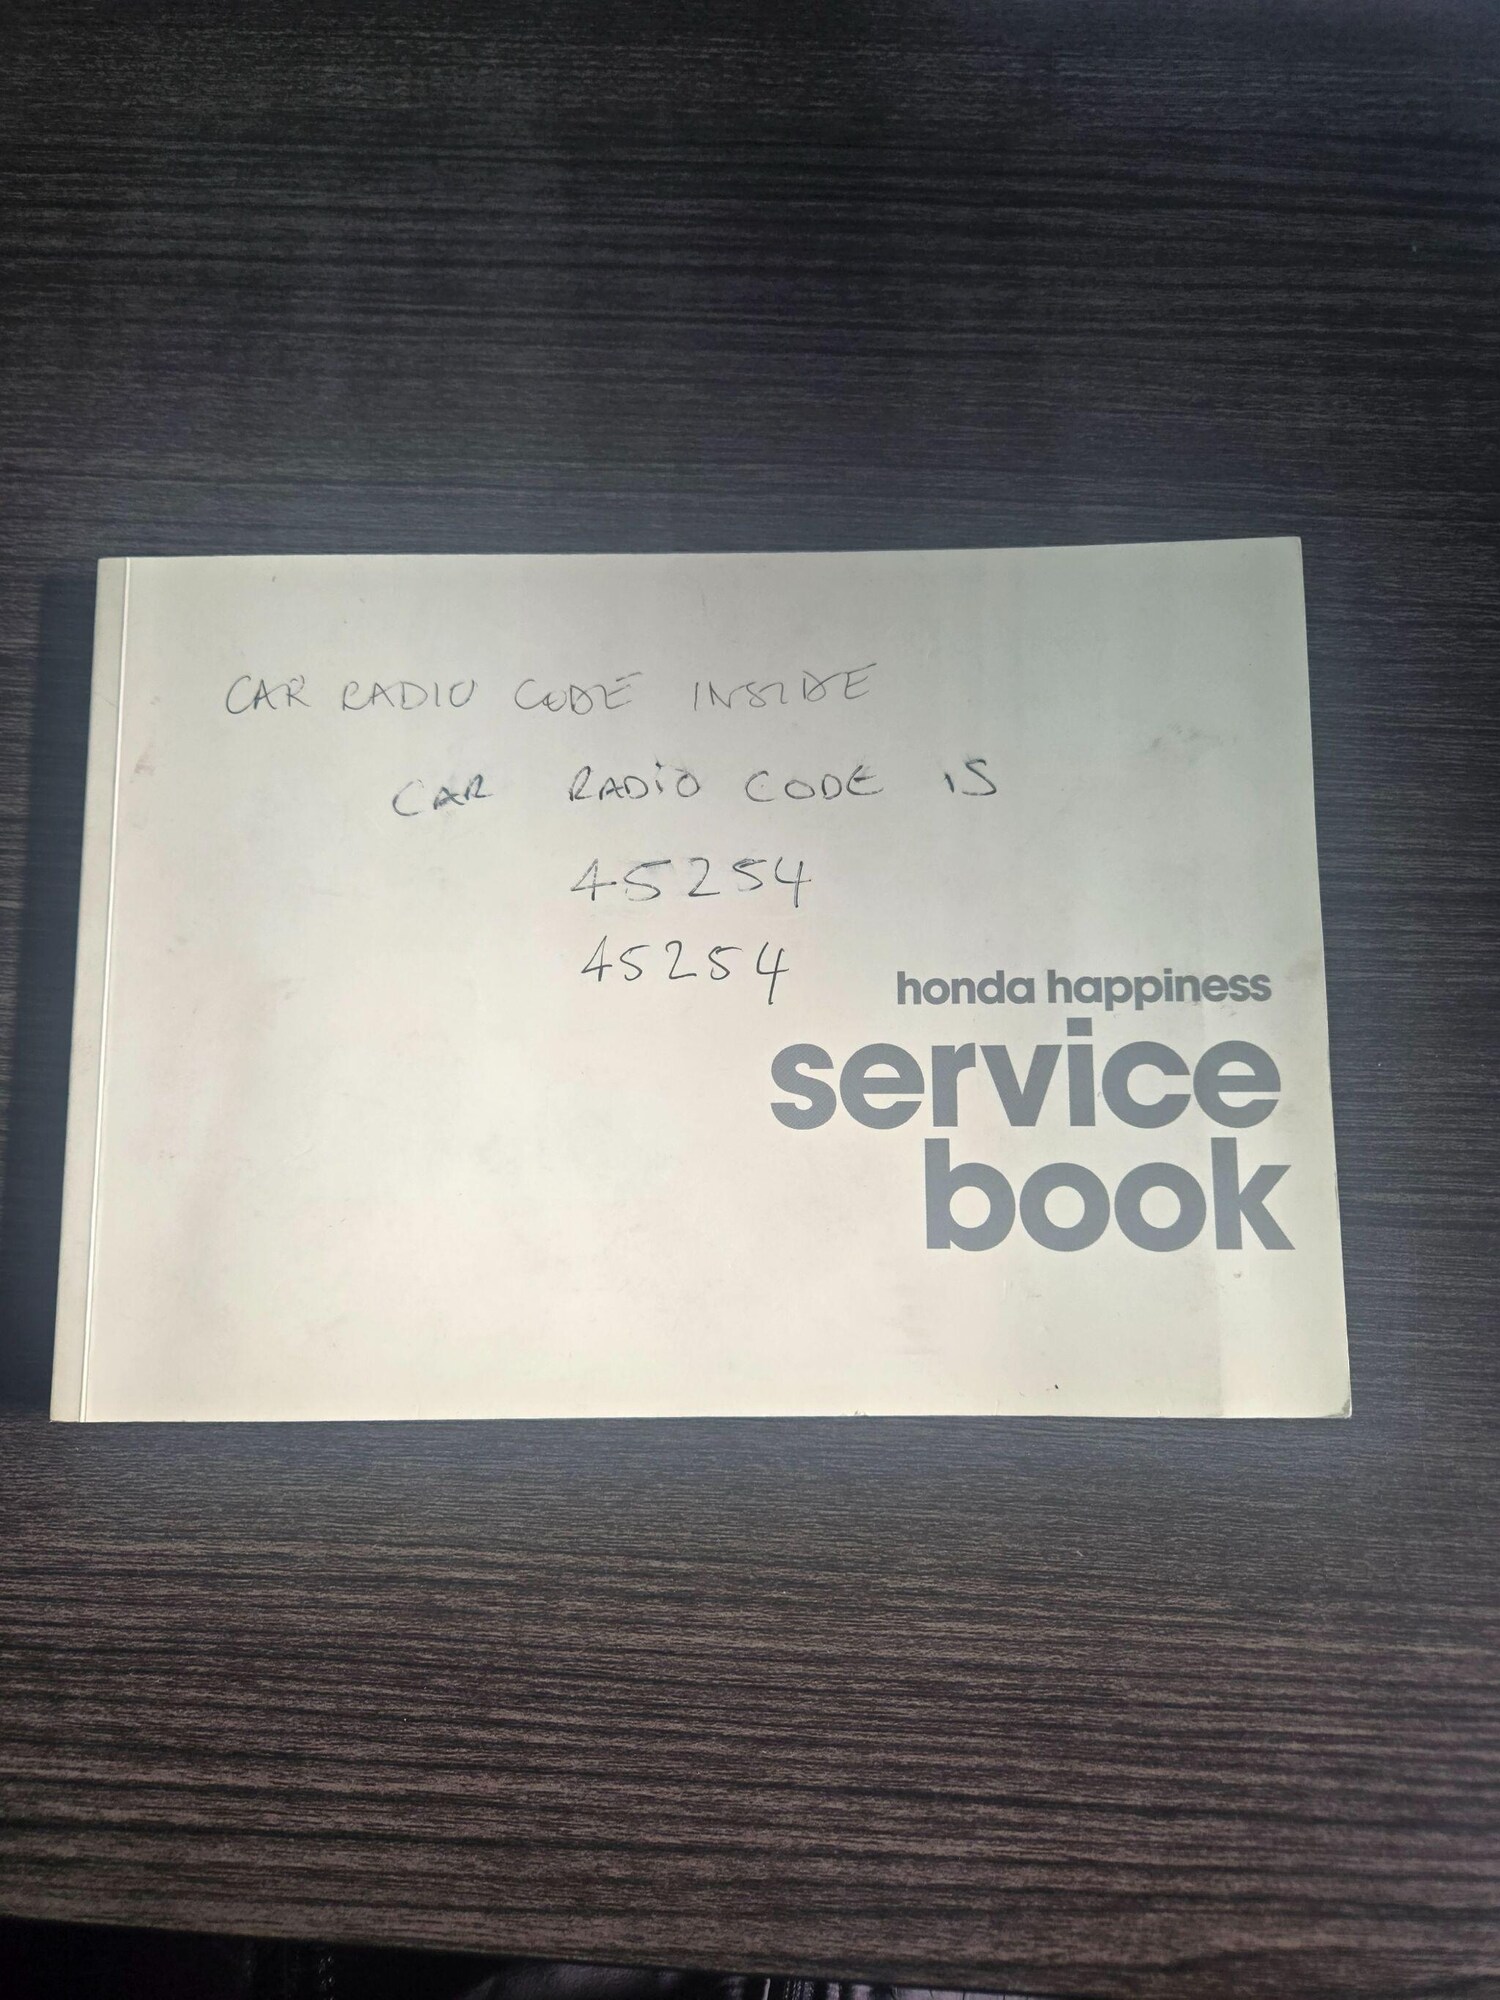 CAR RADIO CODE INSIDE
CAR RADIO CODE IS
45254
45254
honda happiness
service
book